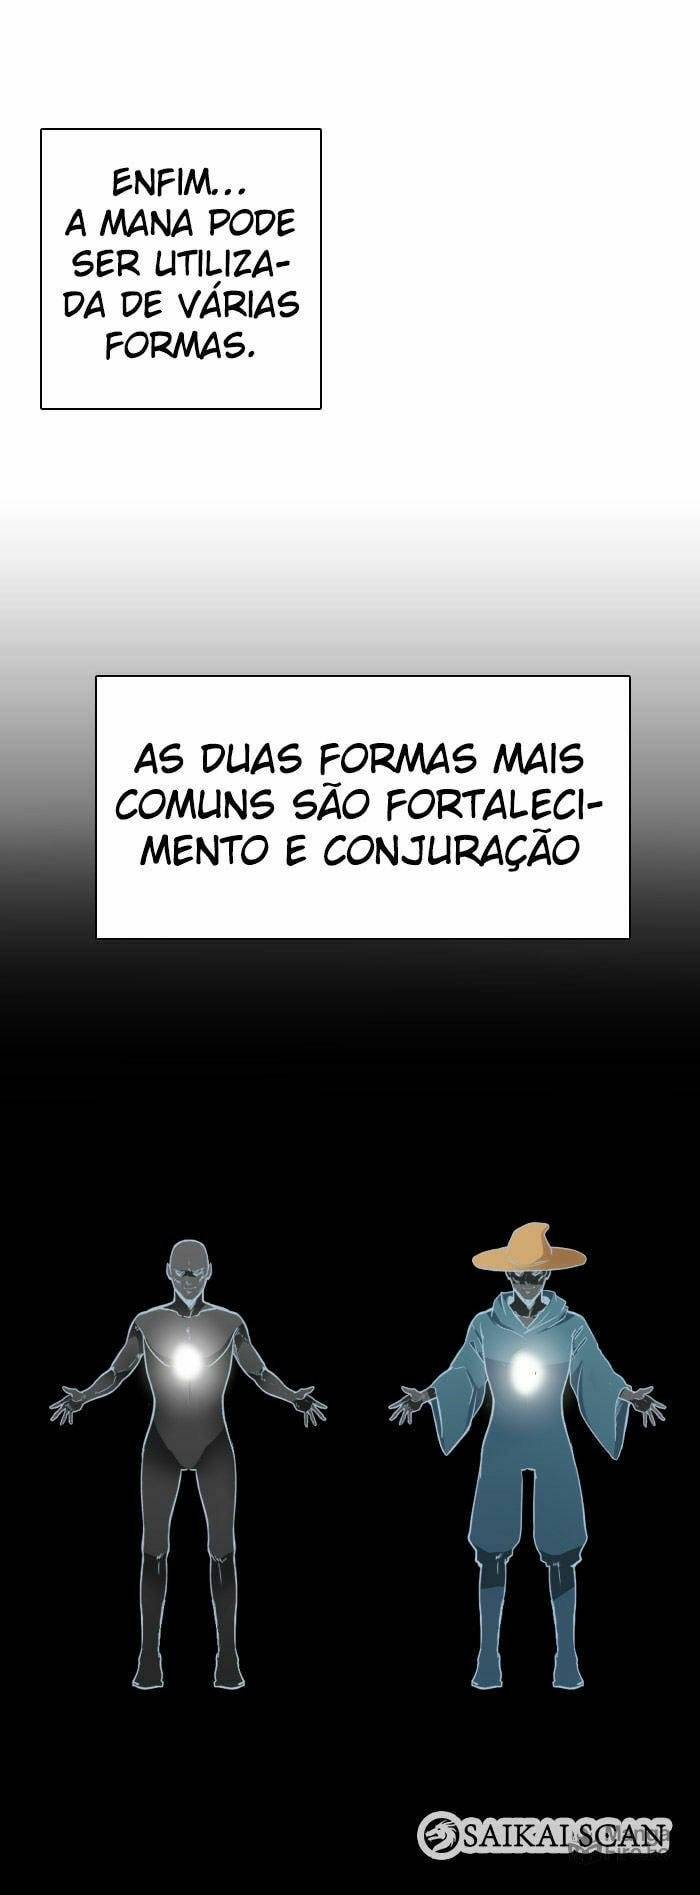 ENFIM...
A MANA PODE
SER UTILIZA-
DA DE VÁRIAS
FORMAS.
AS DUAS FORMAS MAIS
COMUNS SÃO FORTALECI-
MENTO E CONJURAÇÃO
SAIKAI SCAN
Manga